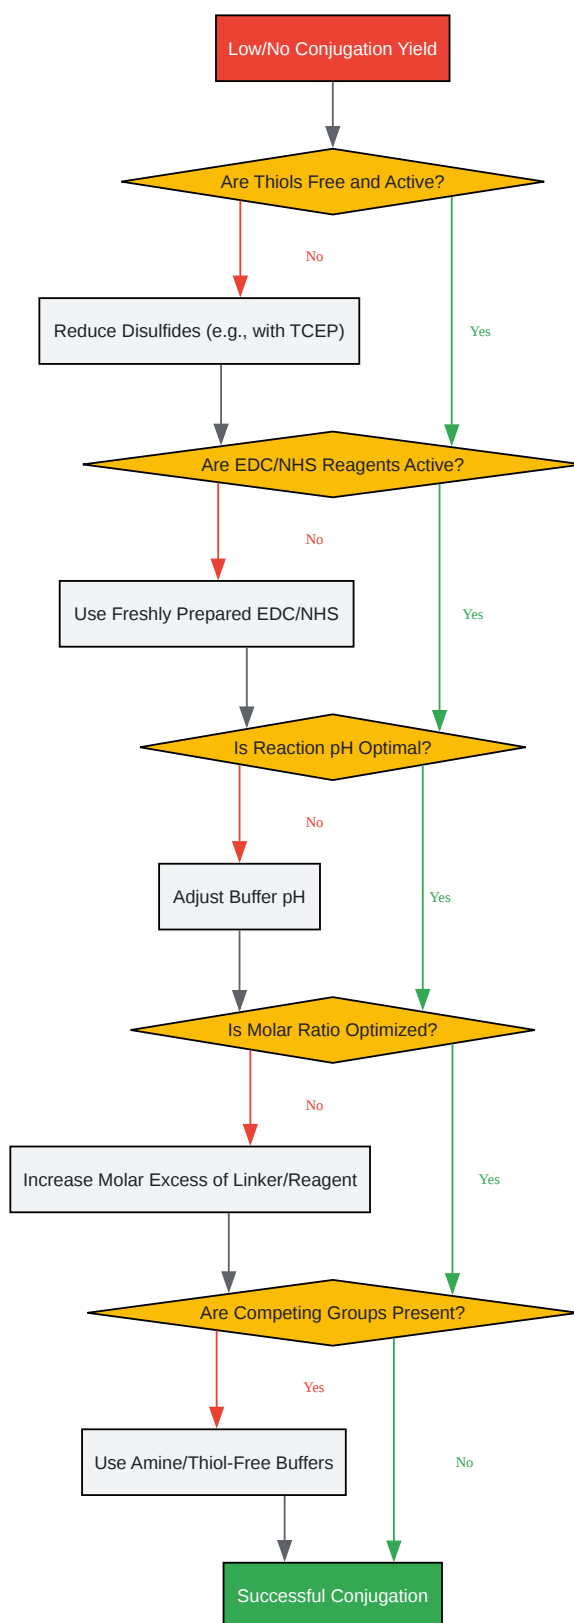 Low/No Conjugation Yield
Are Thiols Free and Active?
No
Reduce Disulfides (e.g., with TCEP)
Yes
Are EDC/NHS Reagents Active?
No
Use Freshly Prepared EDC/NHS
Yes
Is Reaction pH Optimal?
No
Adjust Buffer pH
Yes
Is Molar Ratio Optimized?
No
Increase Molar Excess of Linker/Reagent
Yes
Are Competing Groups Present?
Yes
Use Amine/Thiol-Free Buffers
No
Successful Conjugation